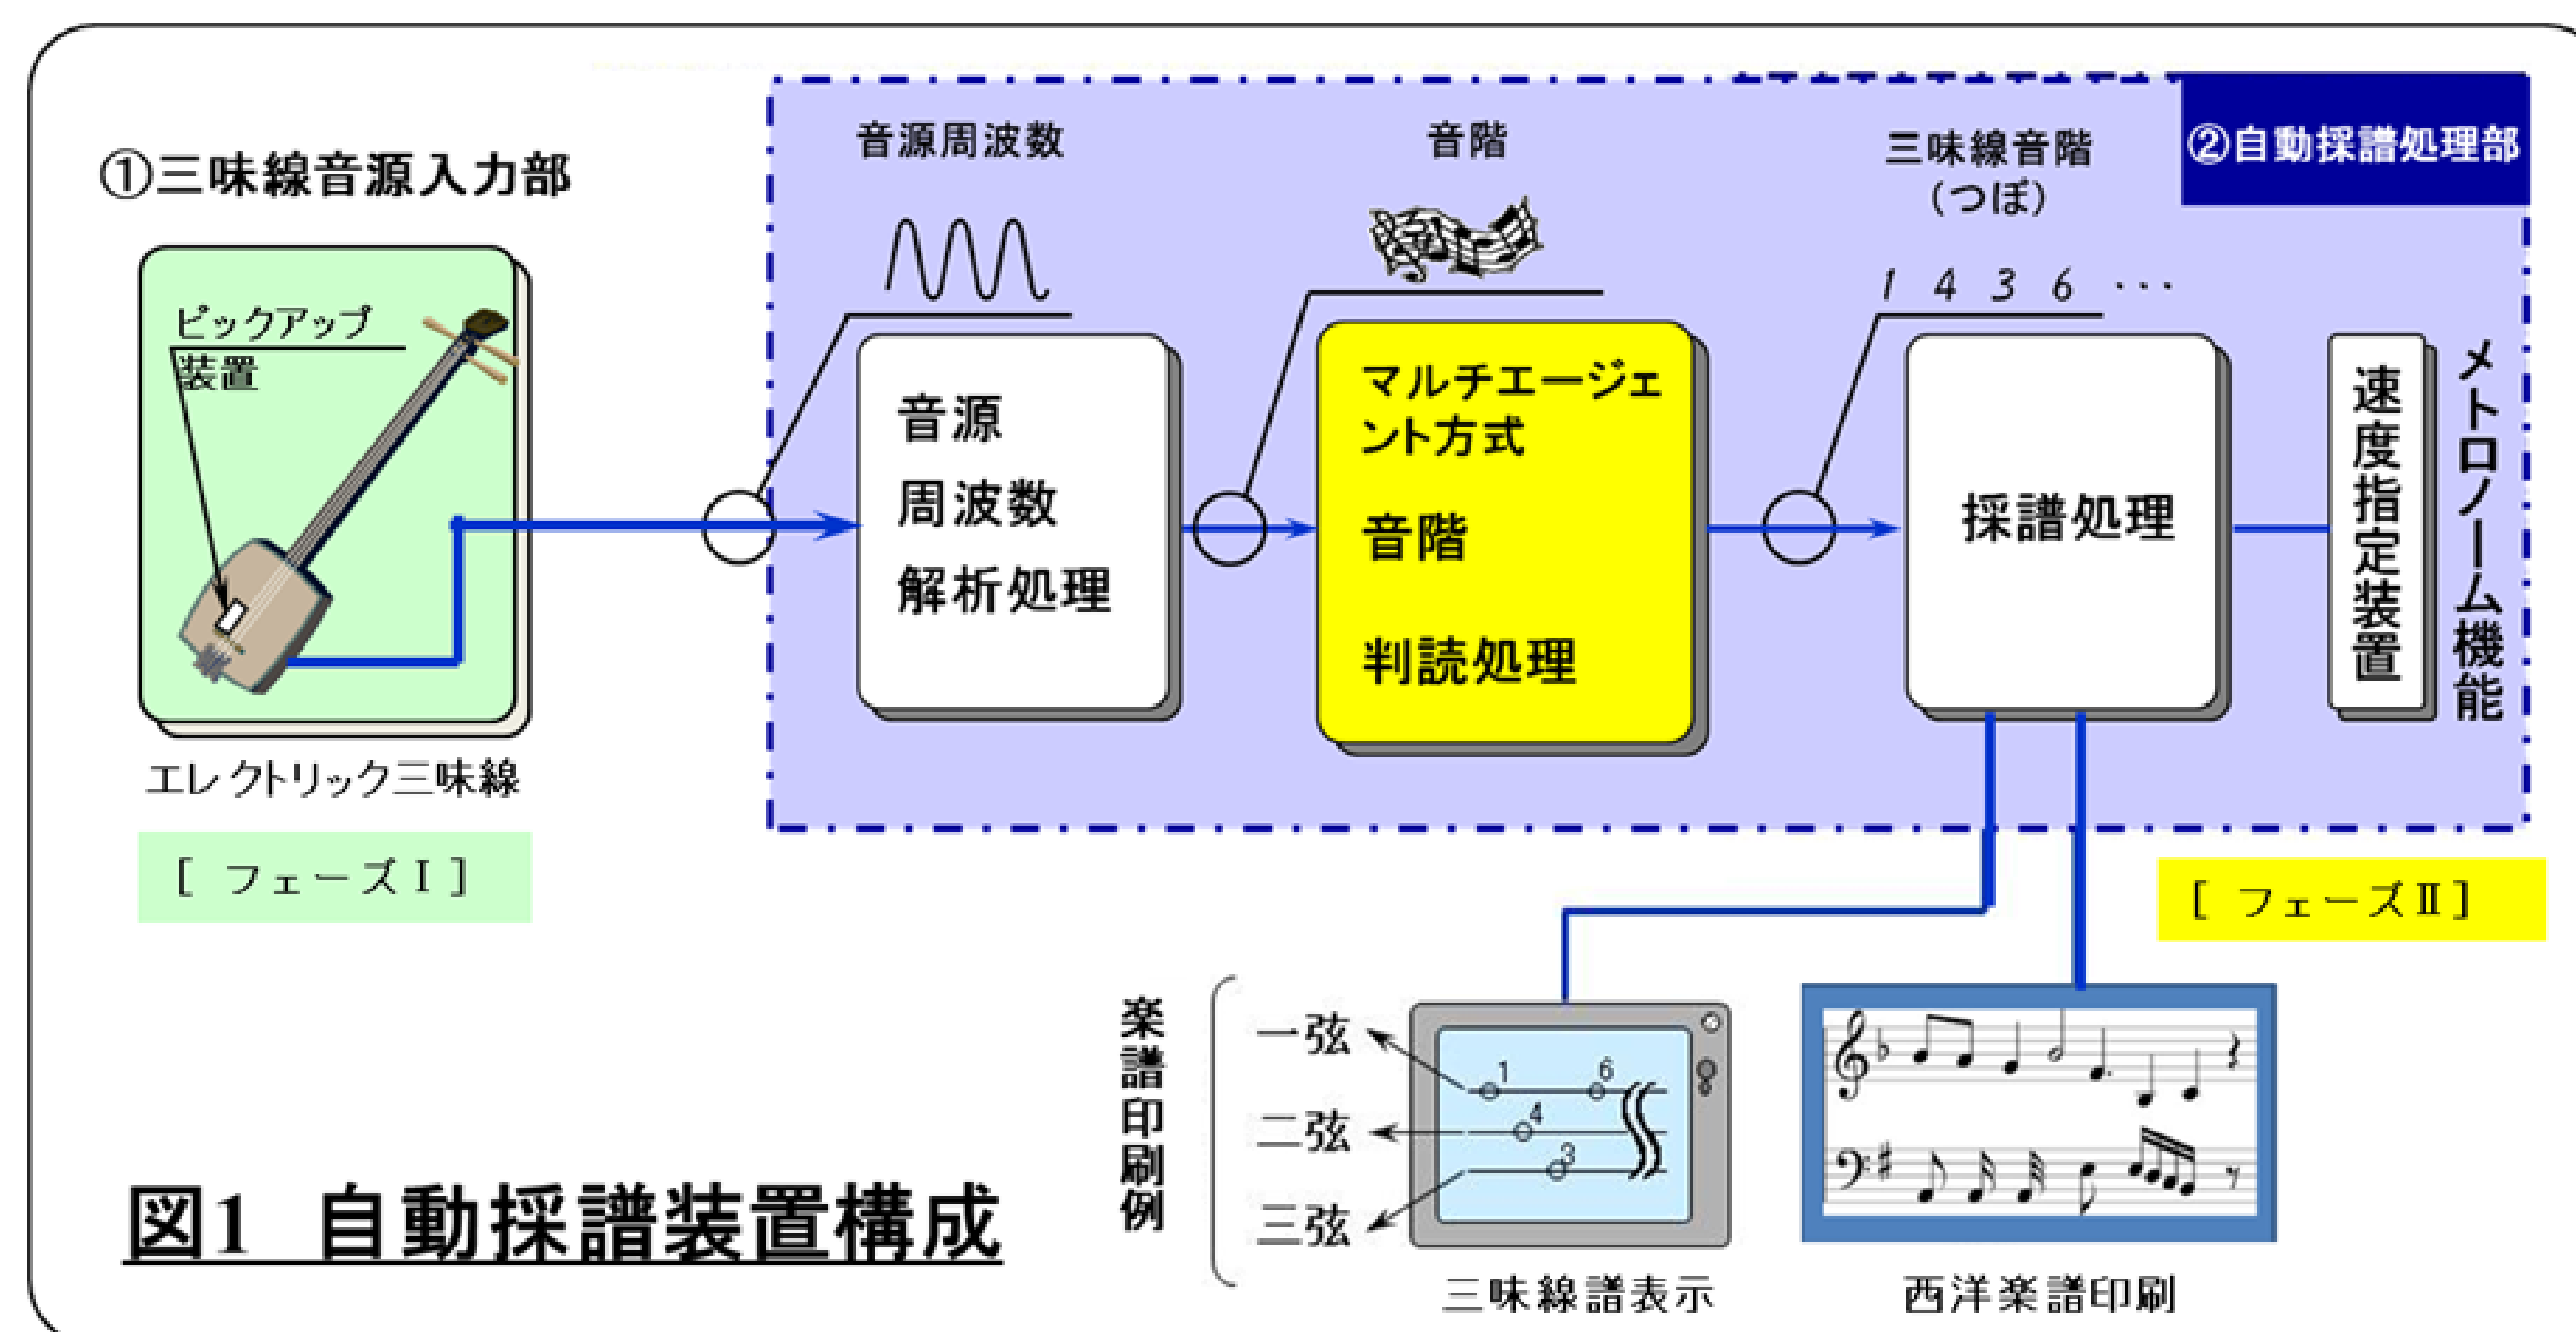 ①三味線音源入力部
ピックアップ
装置
エレクトリック三味線
[ フェーズⅠ]
②自動採譜処理部
音源周波数
音階
三味線音階
(つぼ)
1 4 3 6 ･･･
音源
周波数
解析処理
マルチエージェ
ント方式
音階
判読処理
採譜処理
速度指定装置
メトロノーム機能
[ フェーズⅡ]
楽譜印刷例
一弦
二弦
三弦
1 6
4
3
三味線譜表示
西洋楽譜印刷
図1 自動採譜装置構成